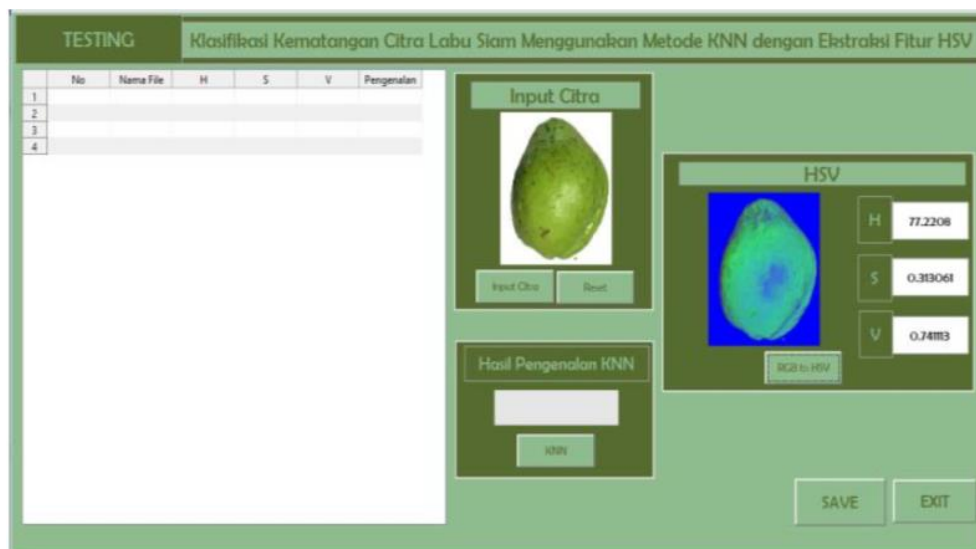 TESTING
Klasifikasi Kematangan Citra Labu Siam Menggunakan Metode KNN dengan Ekstraksi Fitur HSV
No Nama File H S V Pengenalan
1
2
3
4
Input Citra
Input Citra Reset
Hasil Pengenalan KNN
KNN
HSV
H 77.2208
S 0.313061
V 0.741113
RGB to HSV
SAVE EXIT